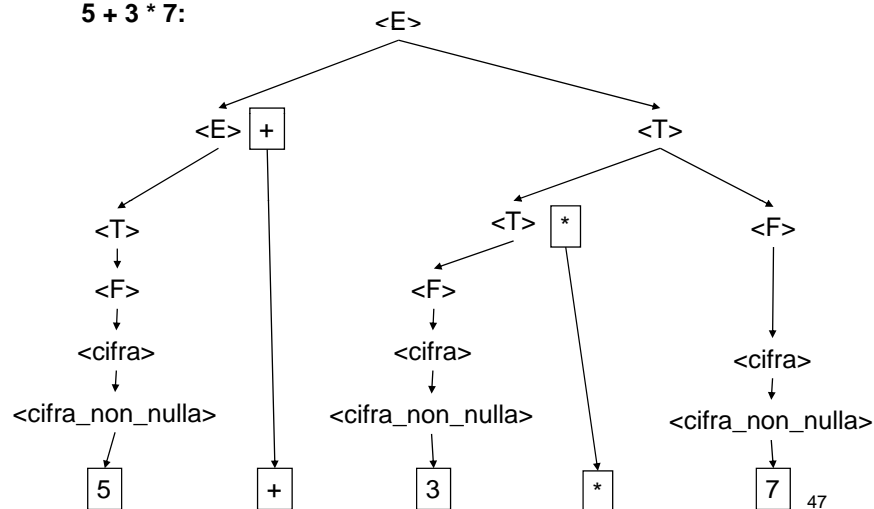 5 + 3 * 7:
<E>
<E> + <T>
<T> <T> * <F>
<F> <F>
<cifra> <cifra> <cifra>
<cifra_non_nulla> <cifra_non_nulla> <cifra_non_nulla>
5 + 3 * 7
47